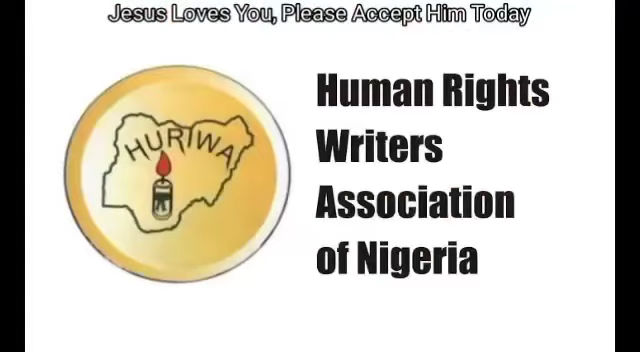 Jesus Loves You, Please Accept Him Today
HURIWA
Human Rights
Writers
Association
of Nigeria